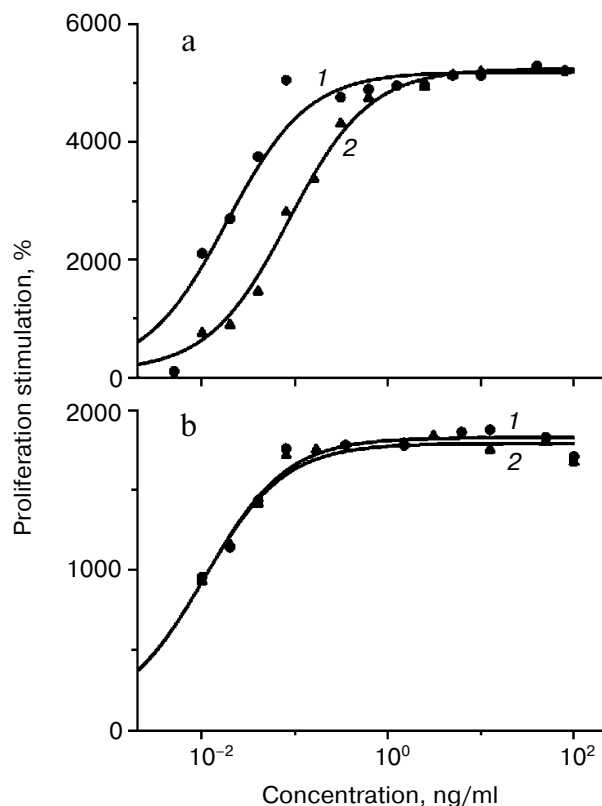 6000
a
1
4000
2
2000
0
2000
b
1
2
1000
0
10⁻² 10⁰ 10²
Proliferation stimulation, %
Concentration, ng/ml